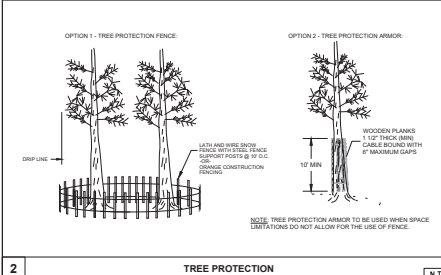 OPTION 1 - TREE PROTECTION FENCE:
DRIP LINE
LATH AND WIRE SNOW
FENCE WITH STEEL FENCE
SUPPORT POSTS @ 10' O.C.
-OR-
ORANGE CONSTRUCTION
FENCING
OPTION 2 - TREE PROTECTION ARMOR:
WOODEN PLANKS
1 1/2" THICK (MIN)
CABLE BOUND WITH
6" MAXIMUM GAPS
10' MIN
NOTE: TREE PROTECTION ARMOR TO BE USED WHEN SPACE
LIMITATIONS DO NOT ALLOW FOR THE USE OF FENCE.
2
TREE PROTECTION